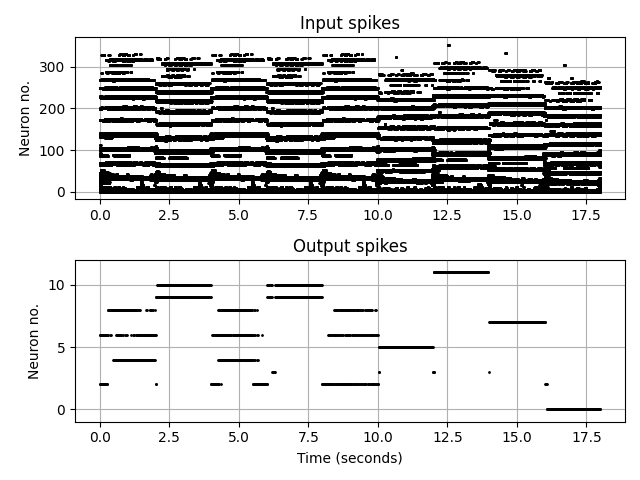 Input spikes
Neuron no.
300
200
100
0
0.0 2.5 5.0 7.5 10.0 12.5 15.0 17.5
Output spikes
Neuron no.
10
5
0
0.0 2.5 5.0 7.5 10.0 12.5 15.0 17.5
Time (seconds)